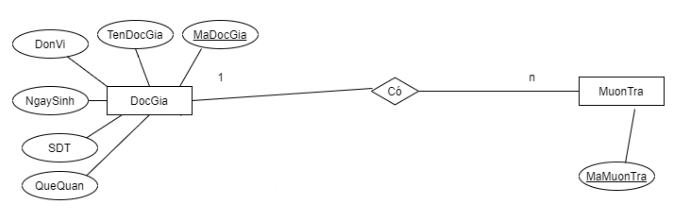 TenDocGia
MaDocGia
DonVi
1
n
Có
MuonTra
NgaySinh
DocGia
SDT
QueQuan
MaMuonTra